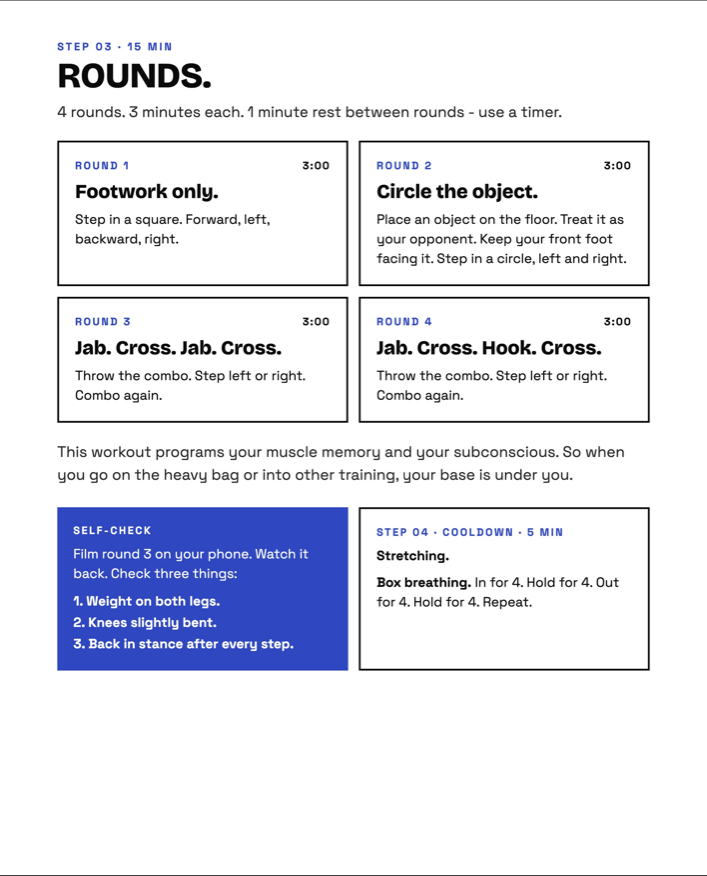 STEP 03 · 15 MIN
ROUNDS.
4 rounds. 3 minutes each. 1 minute rest between rounds - use a timer.
ROUND 1 3:00
Footwork only.
Step in a square. Forward, left,
backward, right.
ROUND 2 3:00
Circle the object.
Place an object on the floor. Treat it as
your opponent. Keep your front foot
facing it. Step in a circle, left and right.
ROUND 3 3:00
Jab. Cross. Jab. Cross.
Throw the combo. Step left or right.
Combo again.
ROUND 4 3:00
Jab. Cross. Hook. Cross.
Throw the combo. Step left or right.
Combo again.
This workout programs your muscle memory and your subconscious. So when
you go on the heavy bag or into other training, your base is under you.
SELF-CHECK
Film round 3 on your phone. Watch it
back. Check three things:
1. Weight on both legs.
2. Knees slightly bent.
3. Back in stance after every step.
STEP 04 · COOLDOWN · 5 MIN
Stretching.
Box breathing. In for 4. Hold for 4. Out
for 4. Hold for 4. Repeat.